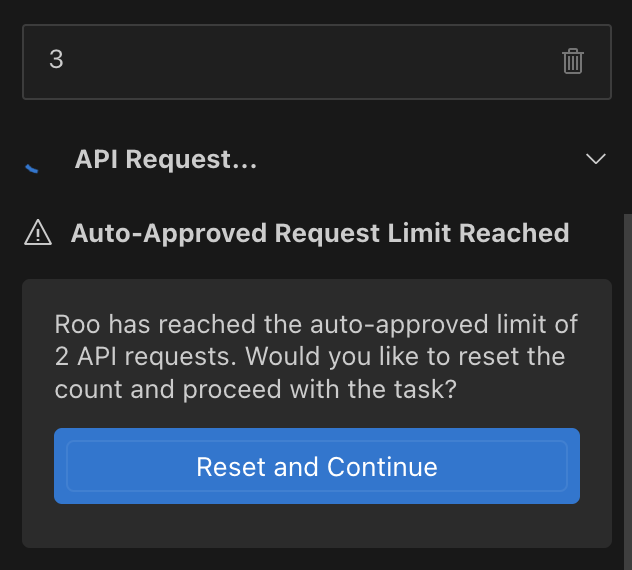 3
API Request...
Auto-Approved Request Limit Reached
Roo has reached the auto-approved limit of
2 API requests. Would you like to reset the
count and proceed with the task?
Reset and Continue